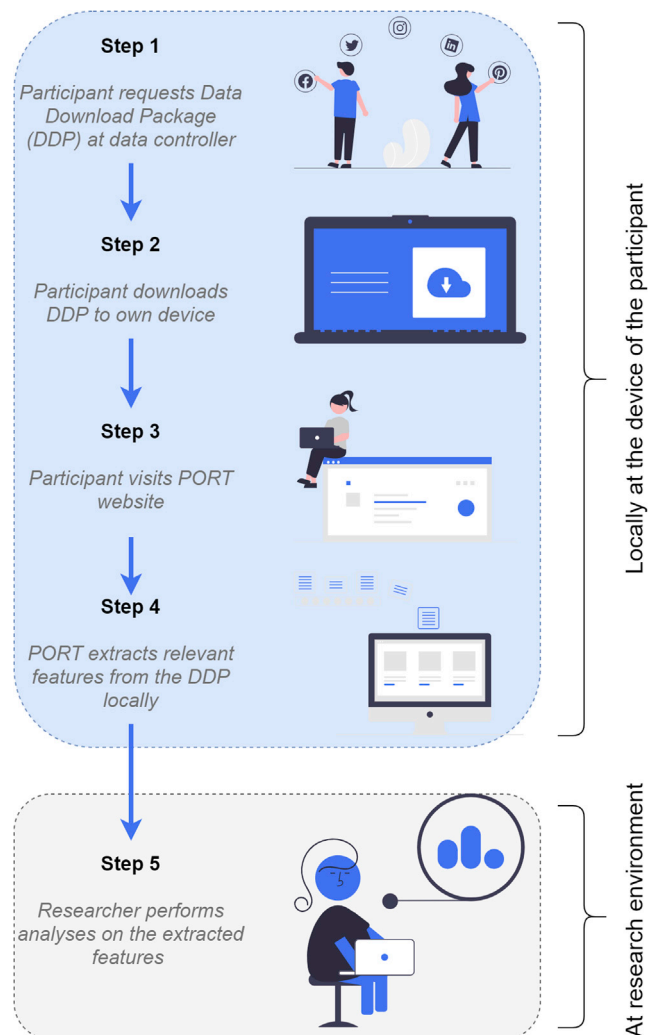 Step 1
Participant requests Data
Download Package
(DDP) at data controller
Step 2
Participant downloads
DDP to own device
Step 3
Participant visits PORT
website
Step 4
PORT extracts relevant
features from the DDP
locally
Locally at the device of the participant
Step 5
Researcher performs
analyses on the extracted
features
At research environment